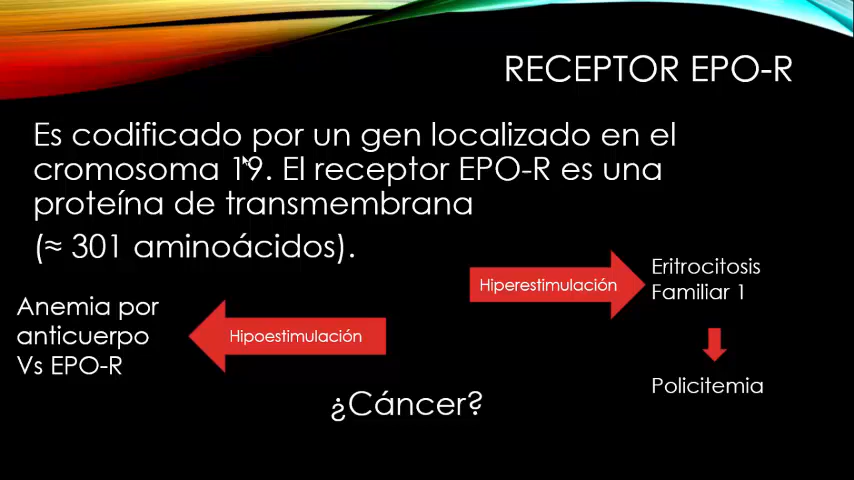 RECEPTOR EPO-R
Es codificado por un gen localizado en el
cromosoma 19. El receptor EPO-R es una
proteína de transmembrana
(≈ 301 aminoácidos).
Hiperestimulación
Eritrocitosis
Familiar 1
Anemia por
anticuerpo
Vs EPO-R
Hipoestimulación
Policitemia
¿Cáncer?